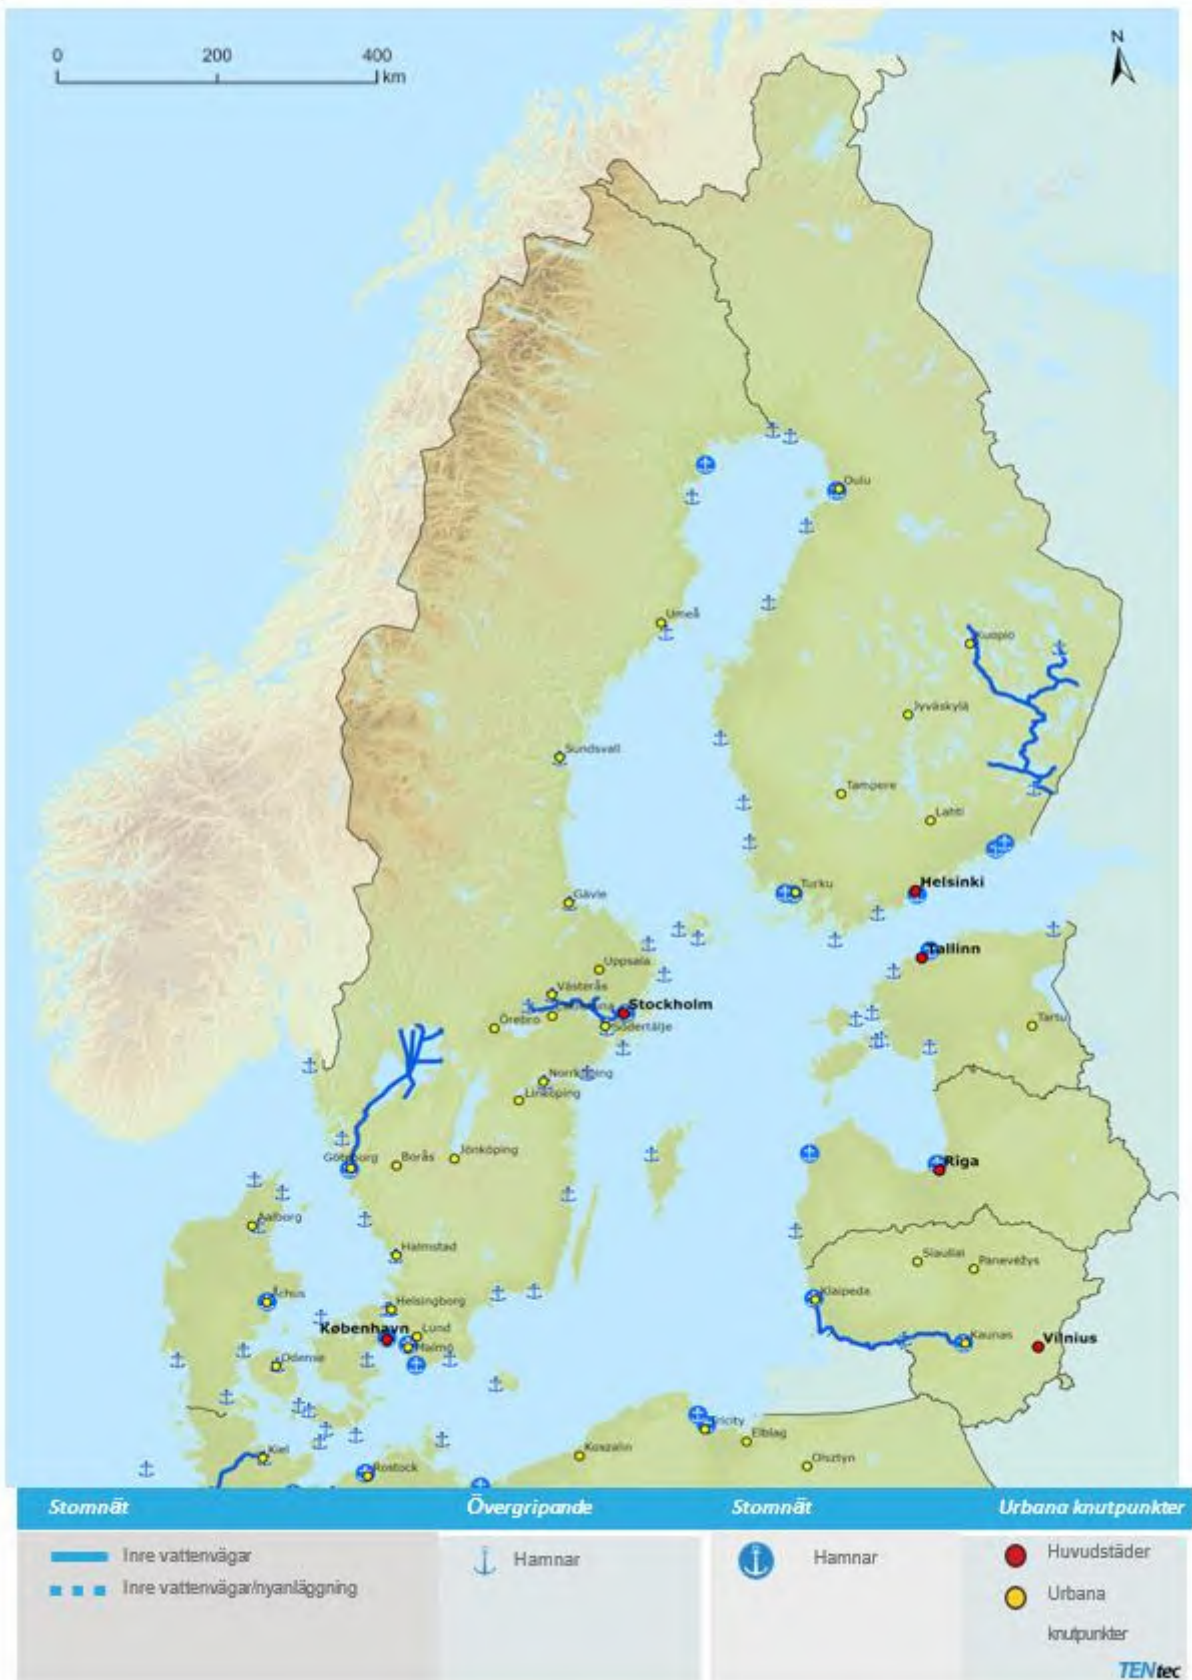 0 200 400
km
N
Oulu
Umeå
Kuopio
Jyväskylä
Sundsvall
Tampere
Lahti
Turku
Helsinki
Gävle
Tallinn
Uppsala
Västerås
Stockholm
Örebro
Södertälje
Tartu
Norrköping
Linköping
Göteborg
Borås
Jönköping
Riga
Aalborg
Halmstad
Siauliai
Panevėžys
Århus
Helsingborg
Klaipeda
København
Lund
Malmö
Kaunas
Vilnius
Odense
Tricity
Elblag
Kiel
Koszalin
Olsztyn
Rostock
Stomnät Övergripande Stomnät Urbana knutpunkter
Inre vattenvägar Hamnar Hamnar Huvudstäder
Inre vattenvägar/nyanläggning Urbana
knutpunkter
TENtec